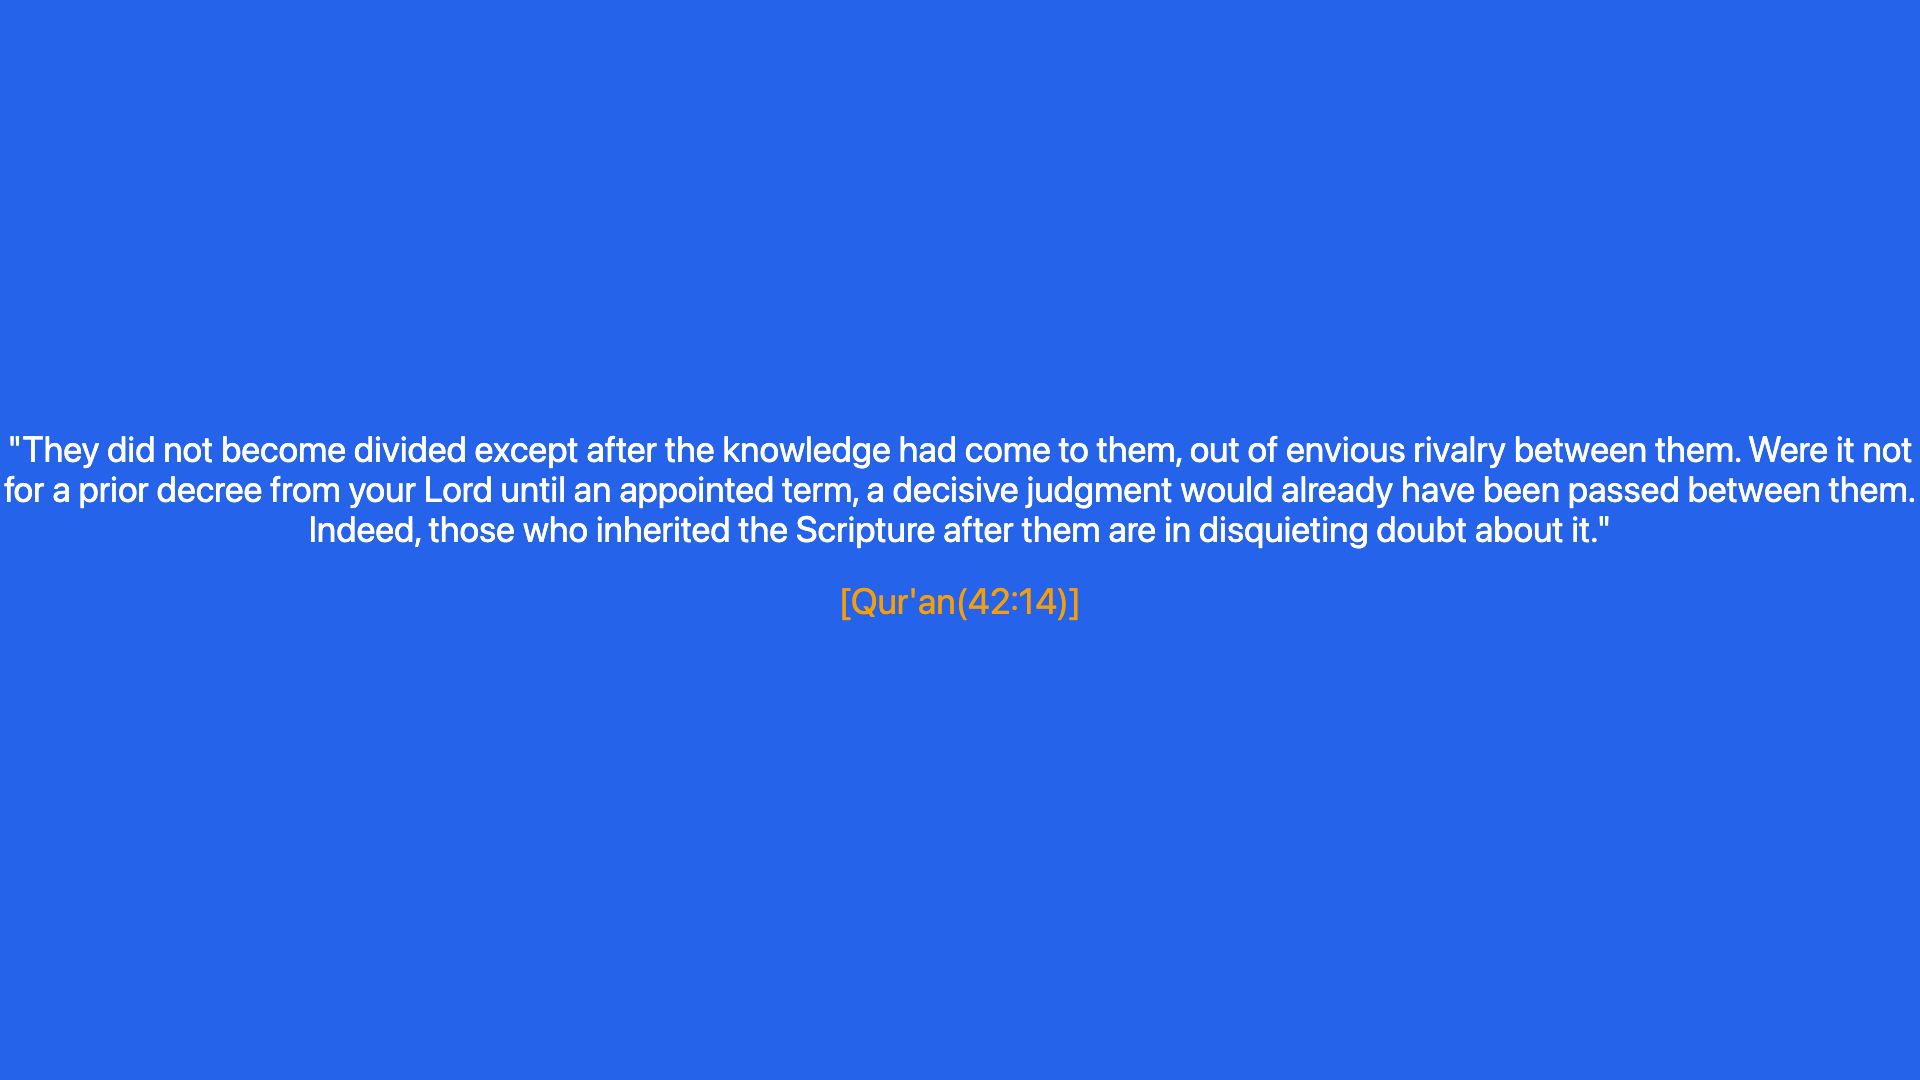 "They did not become divided except after the knowledge had come to them, out of envious rivalry between them. Were it not
for a prior decree from your Lord until an appointed term, a decisive judgment would already have been passed between them.
Indeed, those who inherited the Scripture after them are in disquieting doubt about it."
[Qur'an(42:14)]